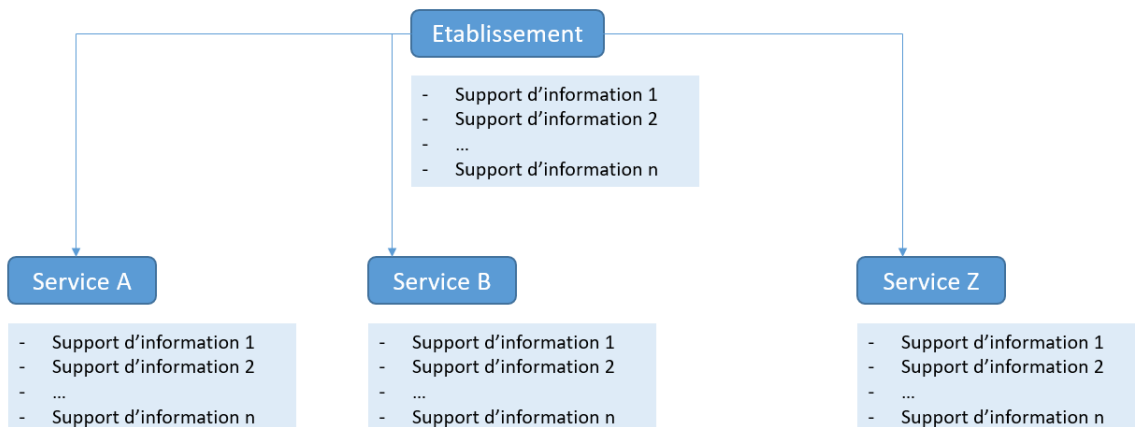 Etablissement
- Support d’information 1
- Support d’information 2
- ...
- Support d’information n
Service A
- Support d’information 1
- Support d’information 2
- ...
- Support d’information n
Service B
- Support d’information 1
- Support d’information 2
- ...
- Support d’information n
Service Z
- Support d’information 1
- Support d’information 2
- ...
- Support d’information n